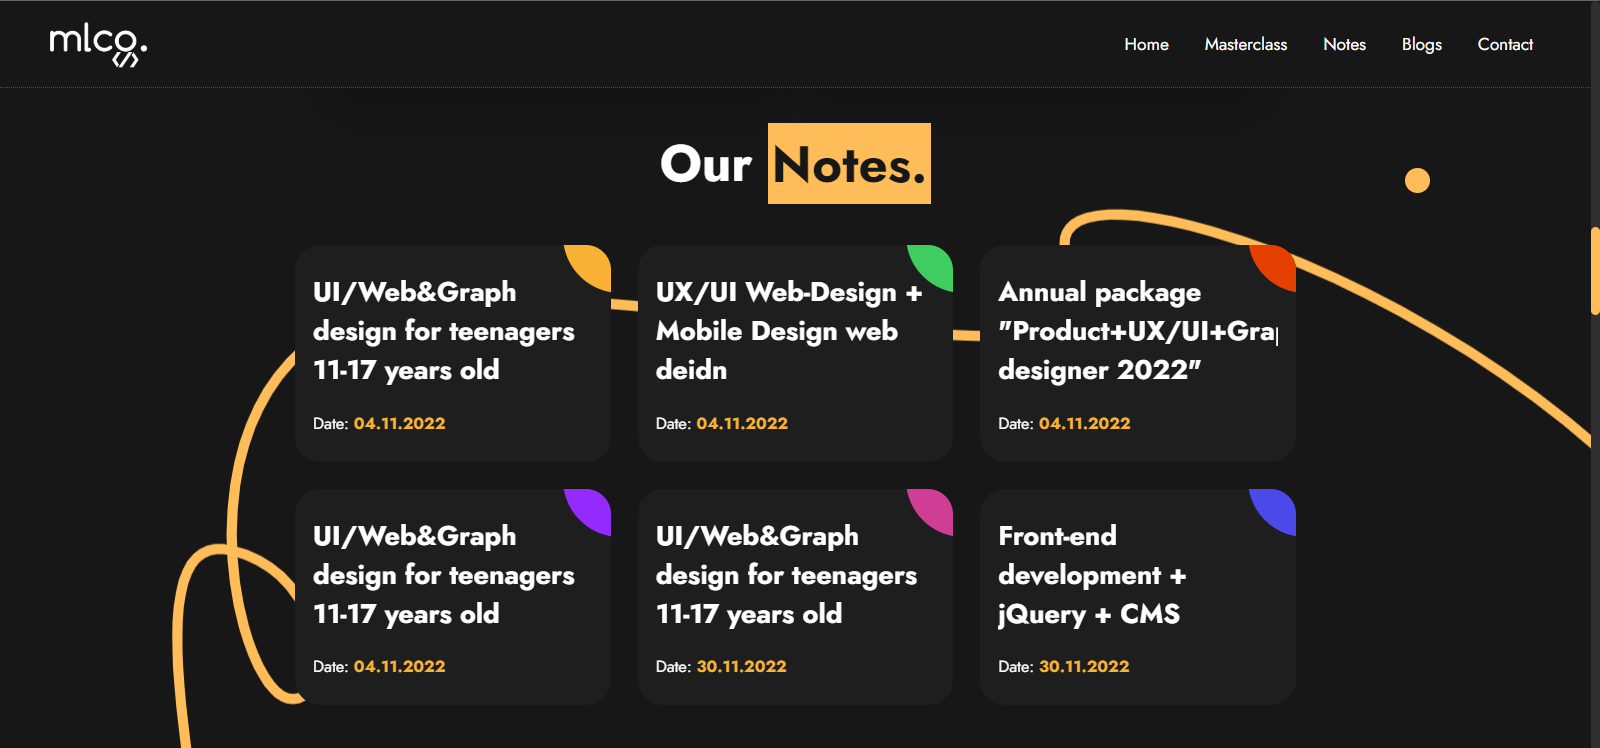 mlcg.
Home Masterclass Notes Blogs Contact
Our Notes.
UI/Web&Graph
design for teenagers
11-17 years old
Date: 04.11.2022
UX/UI Web-Design +
Mobile Design web
deidn
Date: 04.11.2022
Annual package
"Product+UX/UI+Gra
designer 2022"
Date: 04.11.2022
UI/Web&Graph
design for teenagers
11-17 years old
Date: 04.11.2022
UI/Web&Graph
design for teenagers
11-17 years old
Date: 30.11.2022
Front-end
development +
jQuery + CMS
Date: 30.11.2022